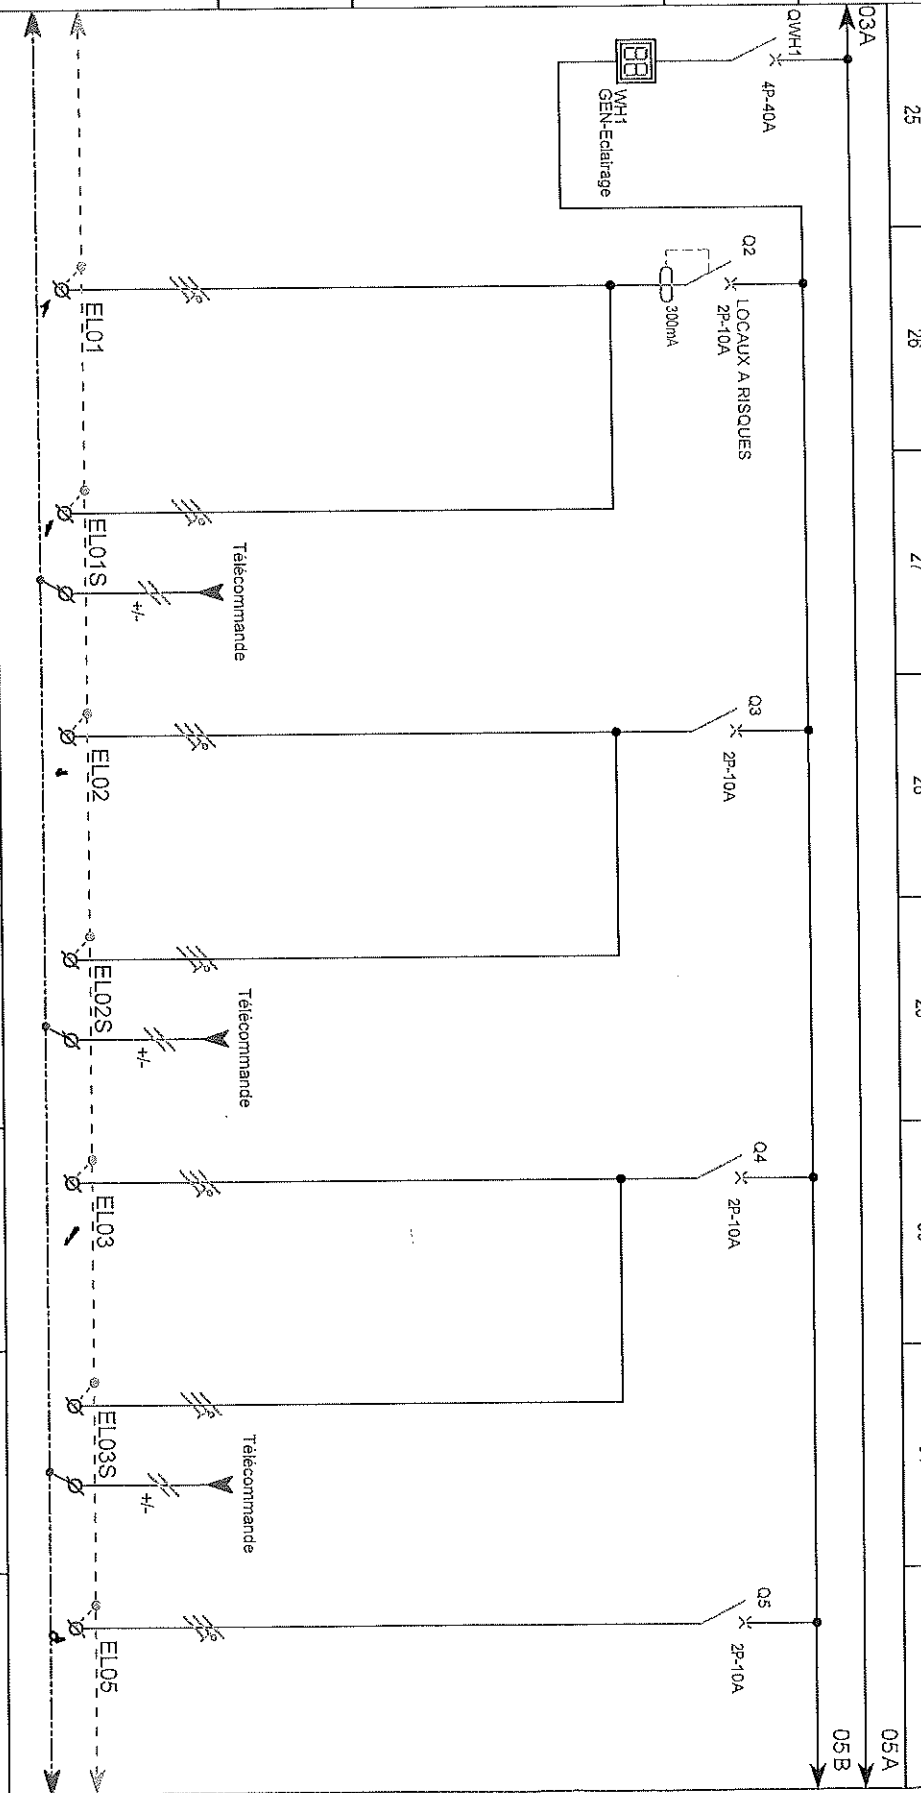 25
26
03A
05A
05B
QWH1
4P-40A
WH1
GEN-Eclairage
Q2
2P-10A
LOCAUX A RISQUES
300mA
Q3
2P-10A
Q4
2P-10A
Q5
2P-10A
Télécommande
+/-
Télécommande
+/-
Télécommande
+/-
EL01
EL01S
EL02
EL02S
EL03
EL03S
EL05